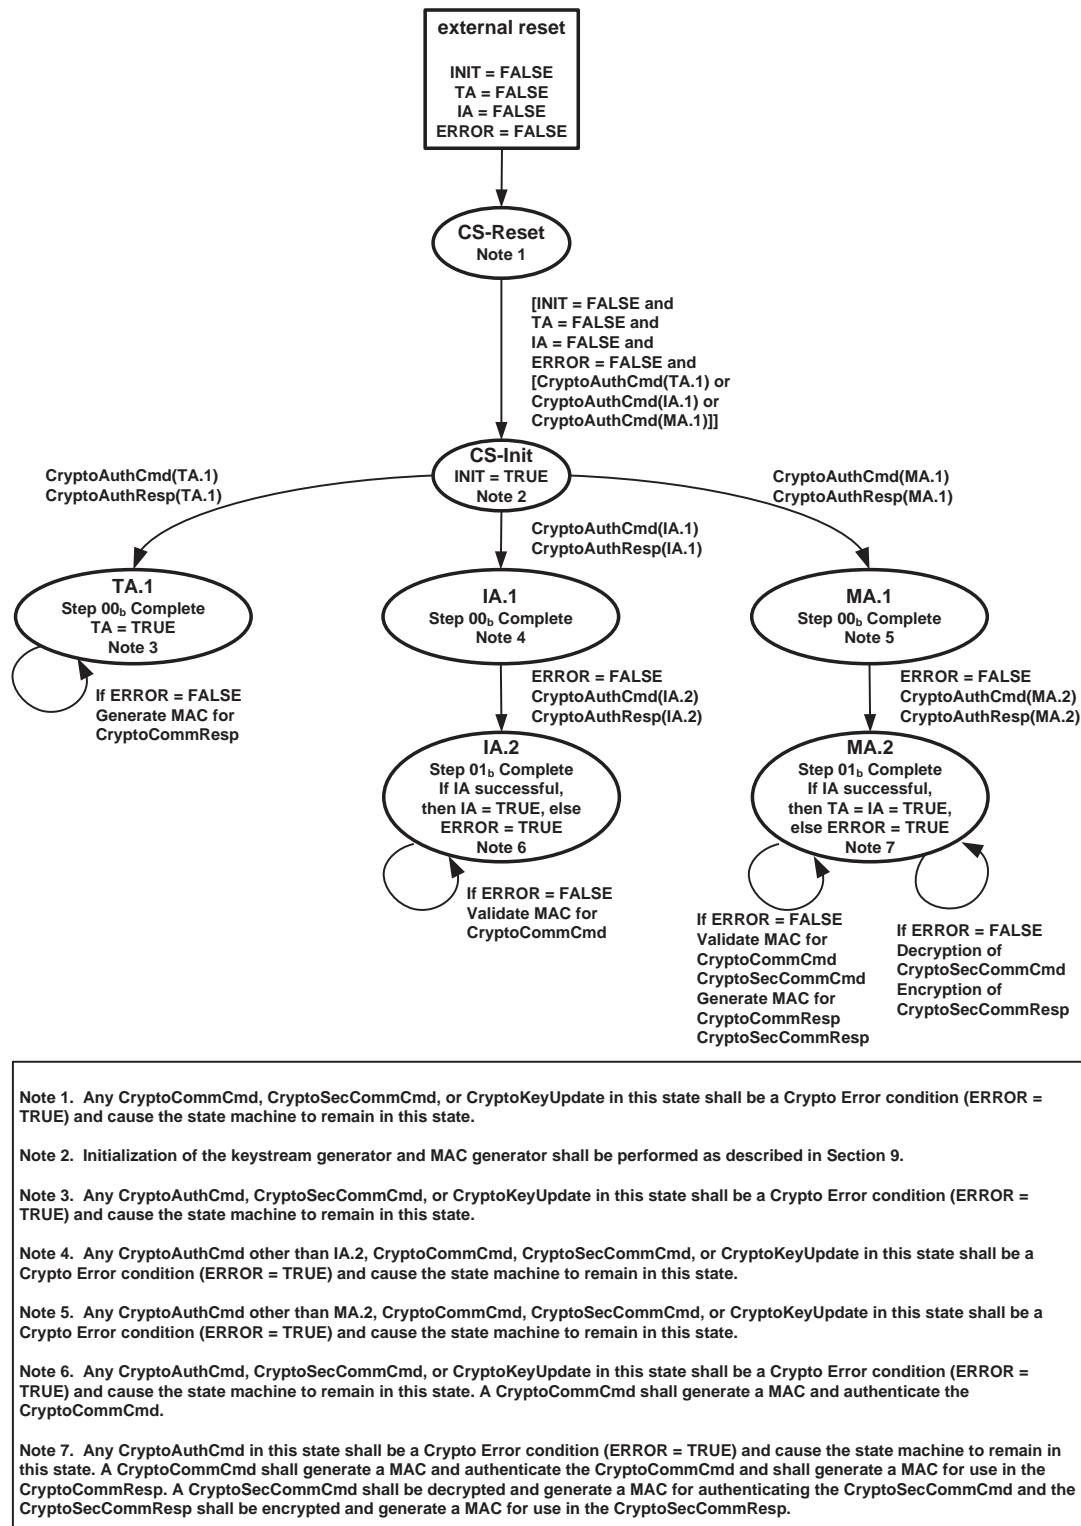 external reset
INIT = FALSE
TA = FALSE
IA = FALSE
ERROR = FALSE
CS-Reset
Note 1
[INIT = FALSE and
TA = FALSE and
IA = FALSE and
ERROR = FALSE and
[CryptoAuthCmd(TA.1) or
CryptoAuthCmd(IA.1) or
CryptoAuthCmd(MA.1)]]
CS-Init
INIT = TRUE
Note 2
CryptoAuthCmd(TA.1)
CryptoAuthResp(TA.1)
CryptoAuthCmd(IA.1)
CryptoAuthResp(IA.1)
CryptoAuthCmd(MA.1)
CryptoAuthResp(MA.1)
TA.1
Step 00b Complete
TA = TRUE
Note 3
If ERROR = FALSE
Generate MAC for
CryptoCommResp
IA.1
Step 00b Complete
Note 4
ERROR = FALSE
CryptoAuthCmd(IA.2)
CryptoAuthResp(IA.2)
IA.2
Step 01b Complete
If IA successful,
then IA = TRUE, else
ERROR = TRUE
Note 6
If ERROR = FALSE
Validate MAC for
CryptoCommCmd
MA.1
Step 00b Complete
Note 5
ERROR = FALSE
CryptoAuthCmd(MA.2)
CryptoAuthResp(MA.2)
MA.2
Step 01b Complete
If IA successful,
then TA = IA = TRUE,
else ERROR = TRUE
Note 7
If ERROR = FALSE
Validate MAC for
CryptoCommCmd
CryptoSecCommCmd
Generate MAC for
CryptoCommResp
CryptoSecCommResp
If ERROR = FALSE
Decryption of
CryptoSecCommCmd
Encryption of
CryptoSecCommResp
Note 1. Any CryptoCommCmd, CryptoSecCommCmd, or CryptoKeyUpdate in this state shall be a Crypto Error condition (ERROR =
TRUE) and cause the state machine to remain in this state.
Note 2. Initialization of the keystream generator and MAC generator shall be performed as described in Section 9.
Note 3. Any CryptoAuthCmd, CryptoSecCommCmd, or CryptoKeyUpdate in this state shall be a Crypto Error condition (ERROR =
TRUE) and cause the state machine to remain in this state.
Note 4. Any CryptoAuthCmd other than IA.2, CryptoCommCmd, CryptoSecCommCmd, or CryptoKeyUpdate in this state shall be a
Crypto Error condition (ERROR = TRUE) and cause the state machine to remain in this state.
Note 5. Any CryptoAuthCmd other than MA.2, CryptoCommCmd, CryptoSecCommCmd, or CryptoKeyUpdate in this state shall be a
Crypto Error condition (ERROR = TRUE) and cause the state machine to remain in this state.
Note 6. Any CryptoAuthCmd, CryptoSecCommCmd, or CryptoKeyUpdate in this state shall be a Crypto Error condition (ERROR =
TRUE) and cause the state machine to remain in this state. A CryptoCommCmd shall generate a MAC and authenticate the
CryptoCommCmd.
Note 7. Any CryptoAuthCmd in this state shall be a Crypto Error condition (ERROR = TRUE) and cause the state machine to remain in
this state. A CryptoCommCmd shall generate a MAC and authenticate the CryptoCommCmd and shall generate a MAC for use in the
CryptoCommResp. A CryptoSecCommCmd shall be decrypted and generate a MAC for authenticating the CryptoSecCommCmd and the
CryptoSecCommResp shall be encrypted and generate a MAC for use in the CryptoSecCommResp.